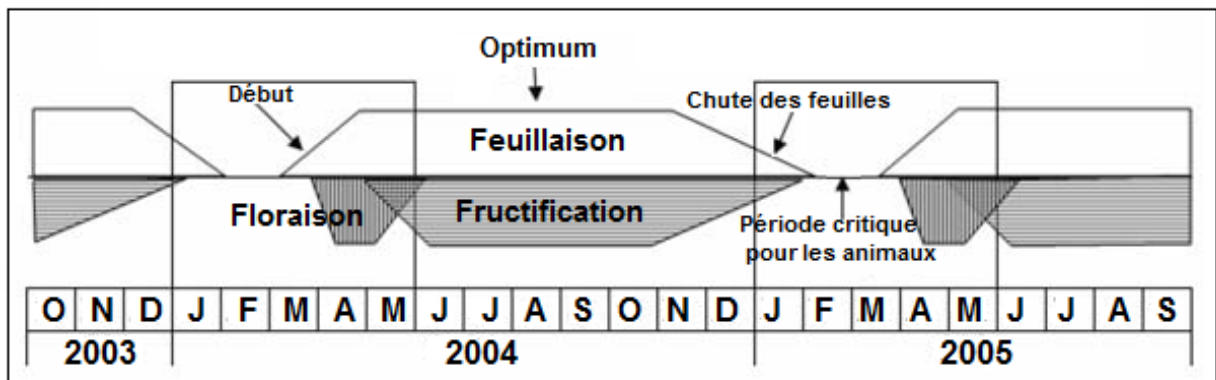 Optimum
Début
Chute des feuilles
Feuillaison
Floraison
Fructification
Période critique
pour les animaux
O N D J F M A M J J A S O N D J F M A M J J A S
2003 2004 2005